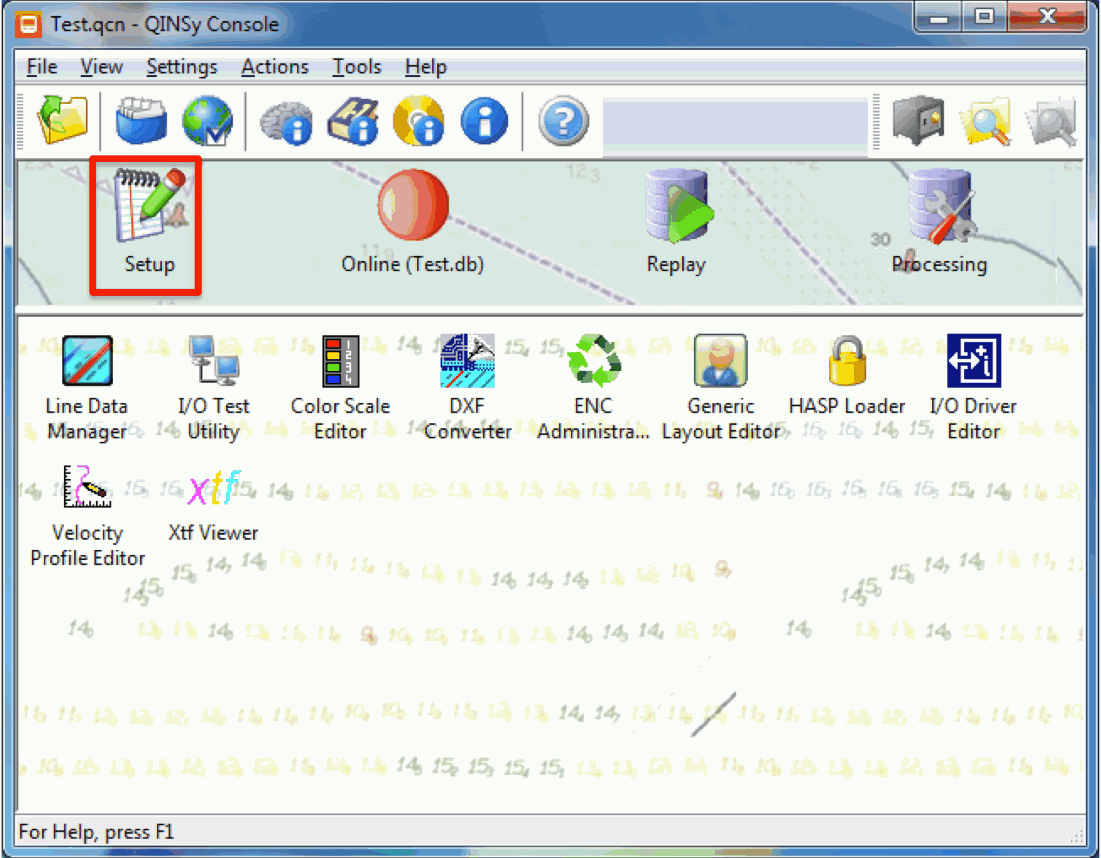 Test.qcn - QINSy Console
File View Settings Actions Tools Help
Setup Online (Test.db) Replay Processing
Line Data Manager
I/O Test Utility
Color Scale Editor
DXF Converter
ENC Administra...
Generic Layout Editor
HASP Loader
I/O Driver Editor
Velocity Profile Editor
Xtf Viewer
For Help, press F1